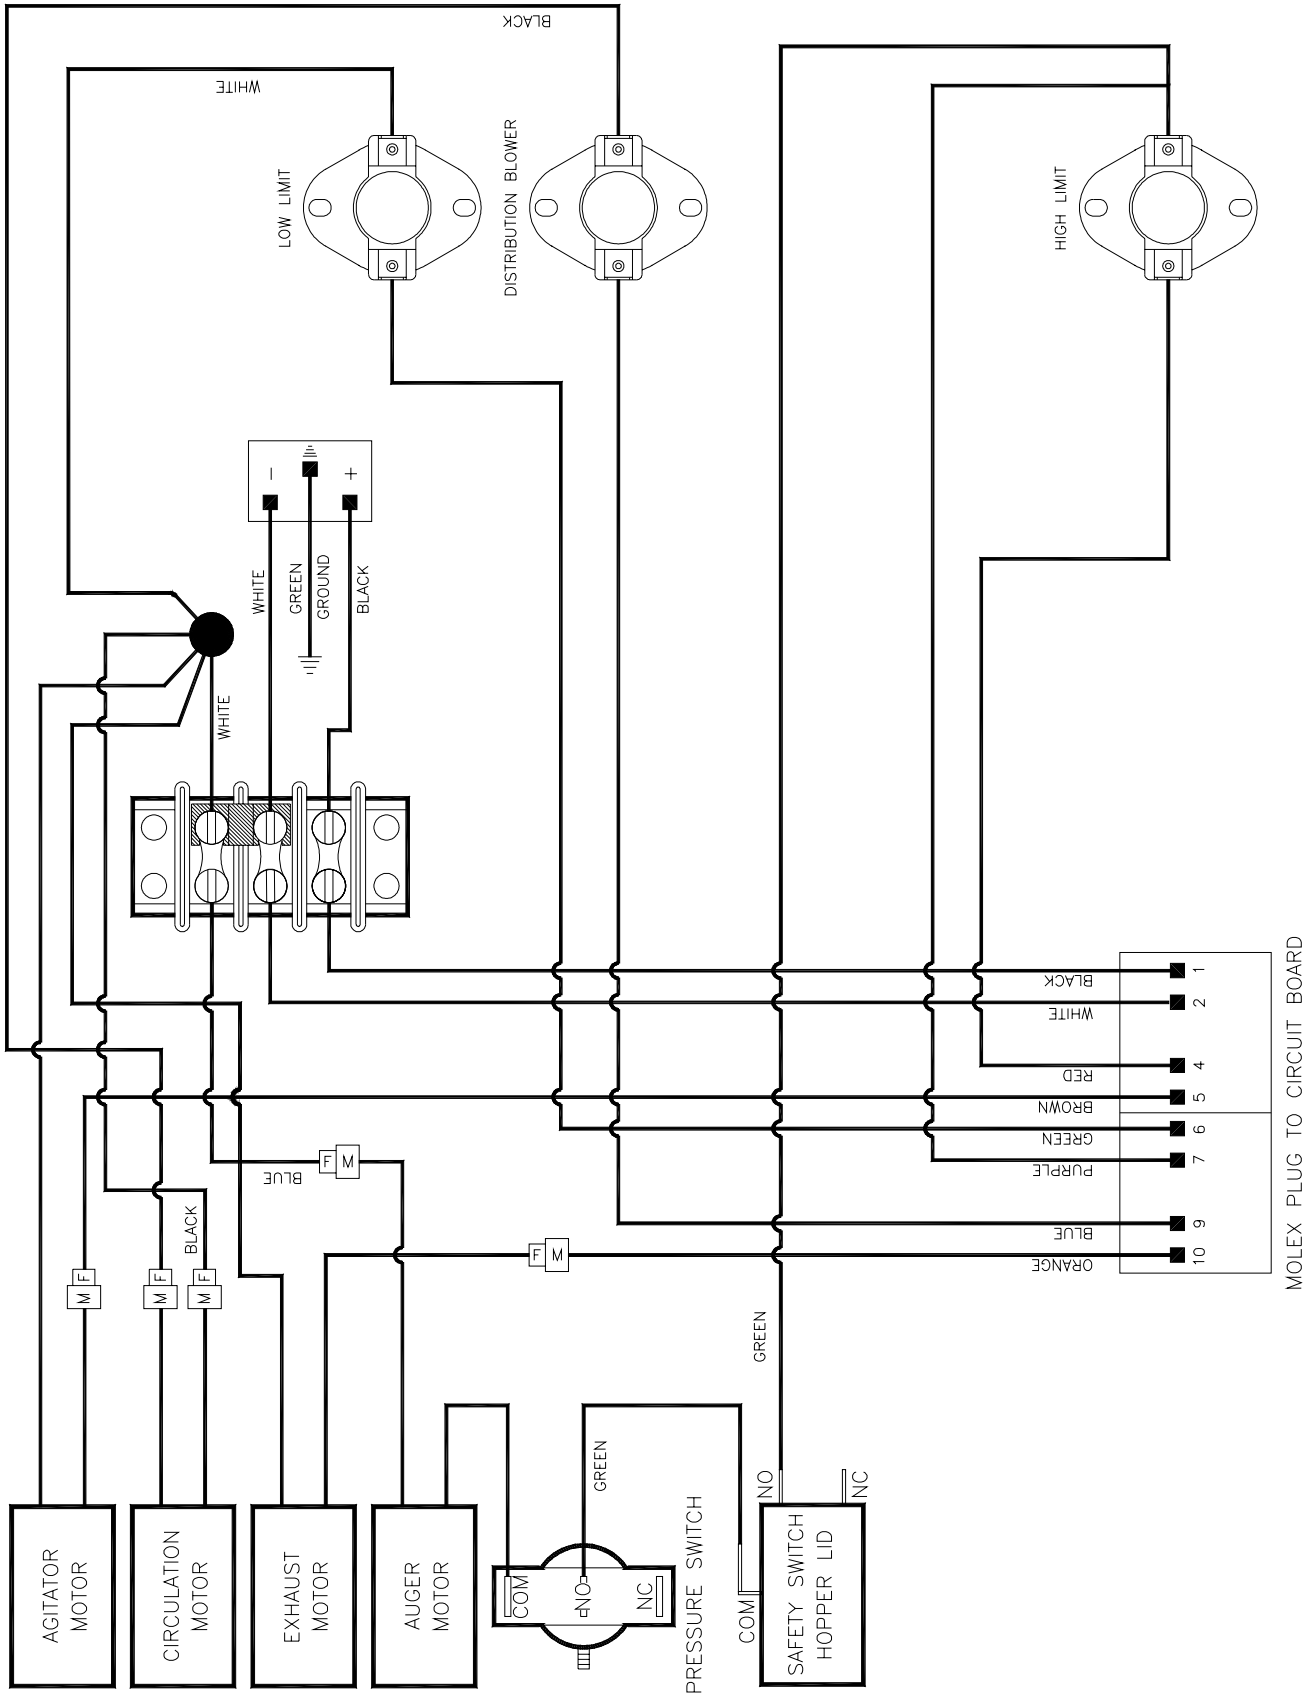 BLACK
WHITE
LOW LIMIT
DISTRIBUTION BLOWER
HIGH LIMIT
−
+
WHITE
GREEN
GROUND
BLACK
WHITE
BLACK
1
WHITE
2
RED
4
BROWN
5
GREEN
6
PURPLE
7
BLUE
9
ORANGE
10
MOLEX PLUG TO CIRCUIT BOARD
BLUE
F
M
BLACK
F
M
F
M
F
M
F
M
GREEN
GREEN
AGITATOR
MOTOR
CIRCULATION
MOTOR
EXHAUST
MOTOR
AUGER
MOTOR
COM
NO
NC
PRESSURE SWITCH
NO
NC
COM
SAFETY SWITCH
HOPPER LID